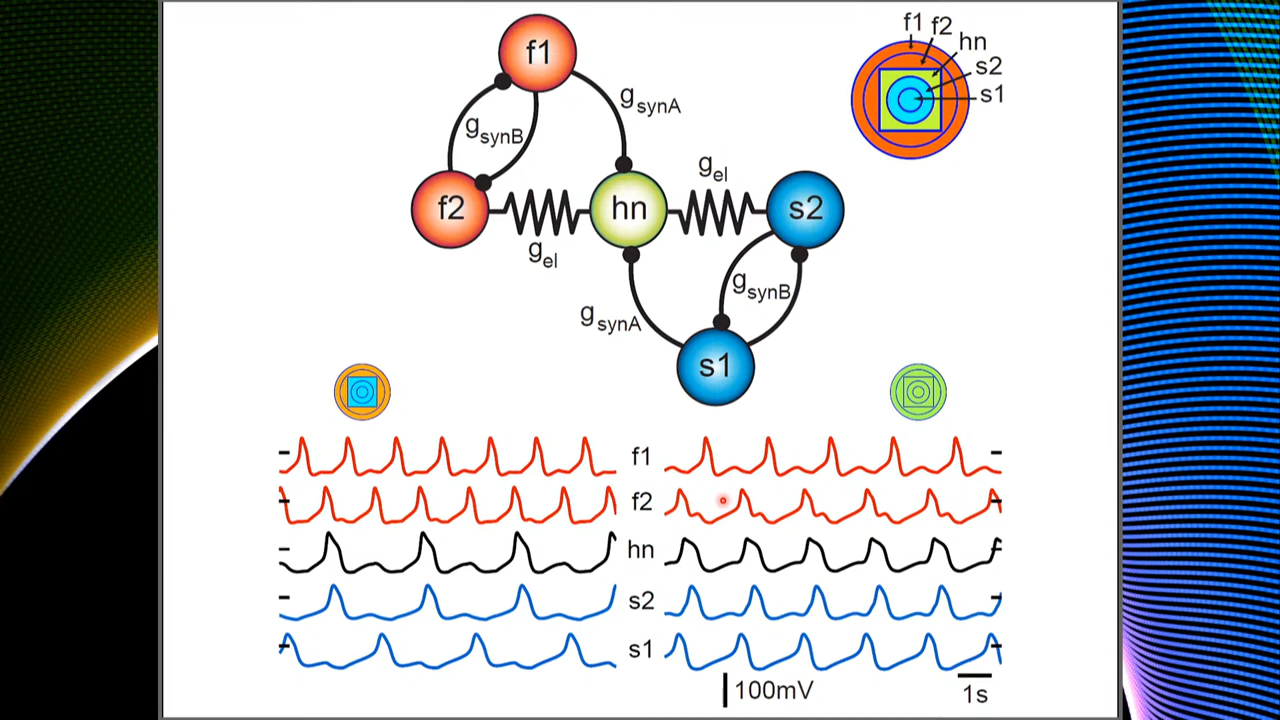 f1
f1 f2
hn
s2
s1
g_synA
g_synB
g_el
f2
hn
s2
g_el
g_synB
g_synA
s1
f1
f2
hn
s2
s1
100mV
1s